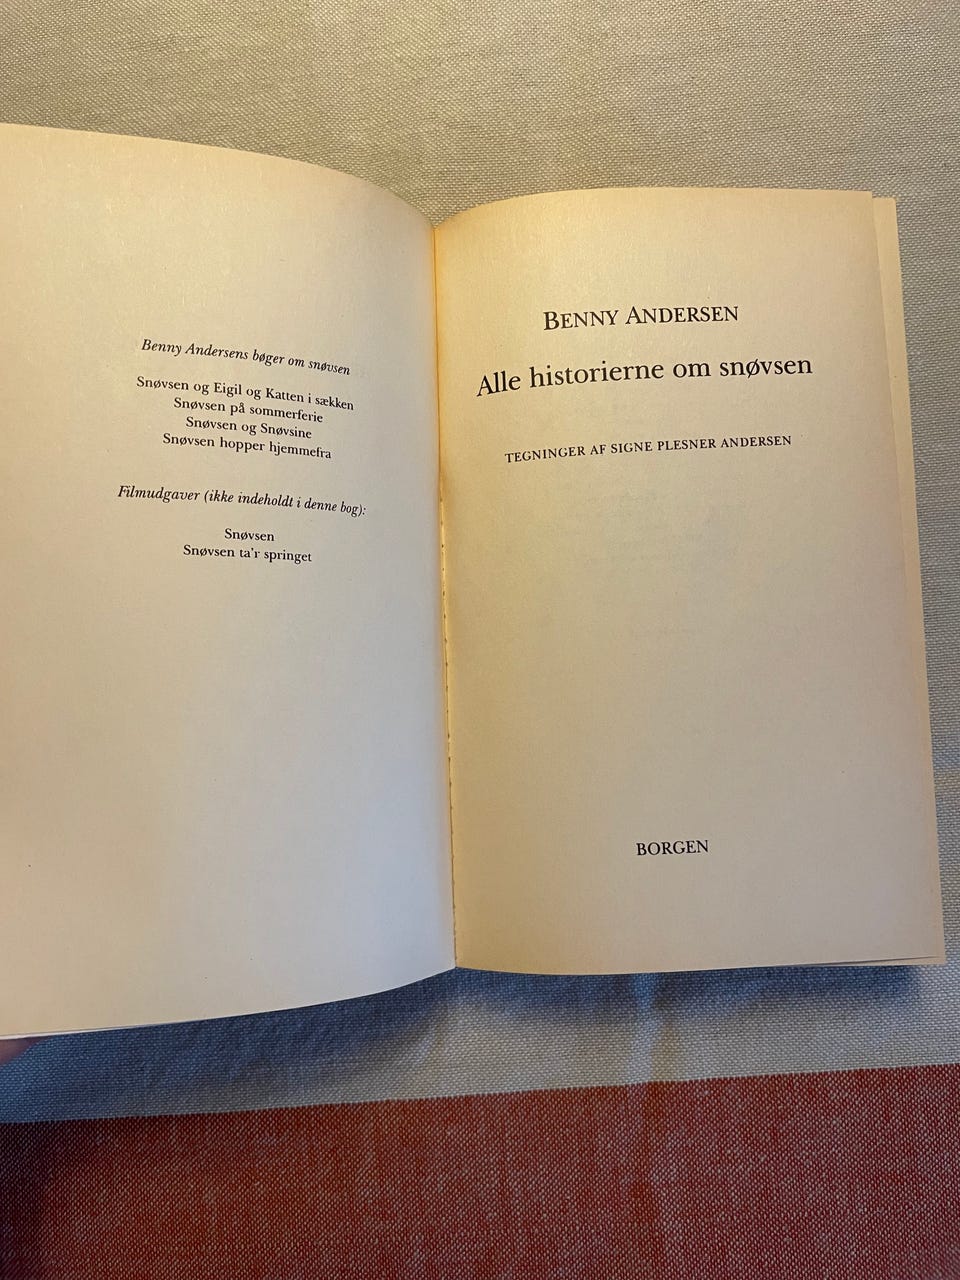 Benny Andersens bøger om snøvsen
Snøvsen og Eigil og Katten i sækken
Snøvsen på sommerferie
Snøvsen og Snøvsine
Snøvsen hopper hjemmefra
Filmudgaver (ikke indeholdt i denne bog):
Snøvsen
Snøvsen ta'r springet
BENNY ANDERSEN
Alle historierne om snøvsen
TEGNINGER AF SIGNE PLESNER ANDERSEN
BORGEN